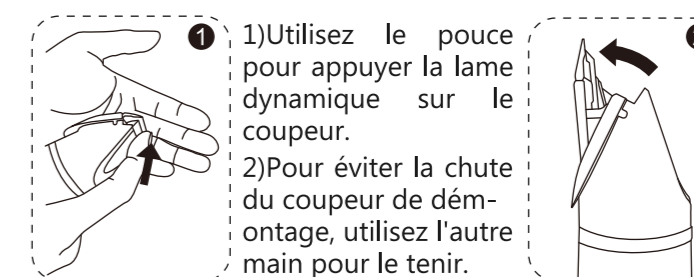 1
1)Utilisez le pouce
pour appuyer la lame
dynamique sur le
coupeur.
2)Pour éviter la chute
du coupeur de dém-
ontage, utilisez l'autre
main pour le tenir.